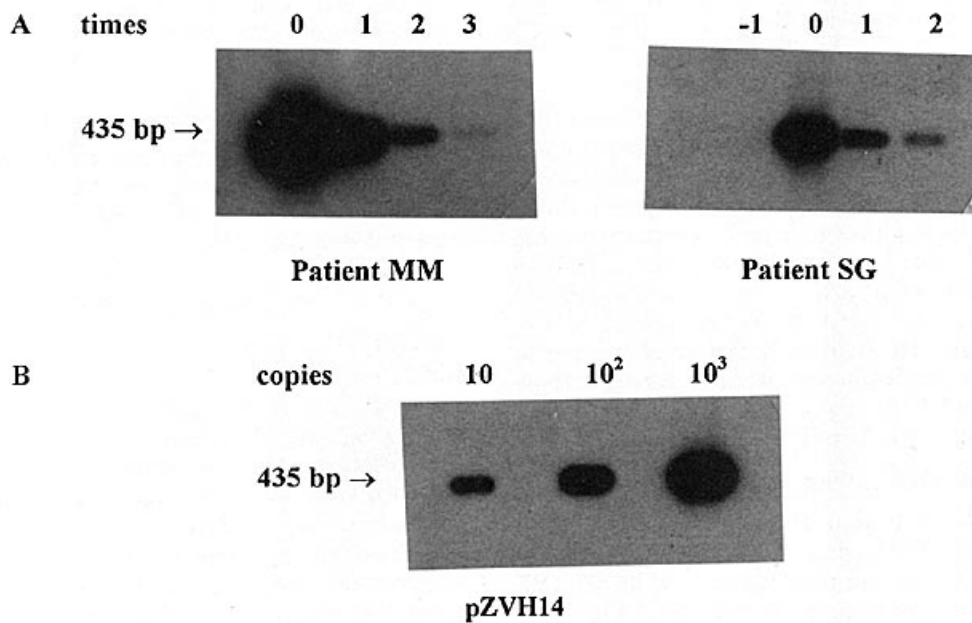 A times 0 1 2 3 -1 0 1 2
435 bp →
Patient MM Patient SG
B copies 10 10² 10³
435 bp →
pZVH14